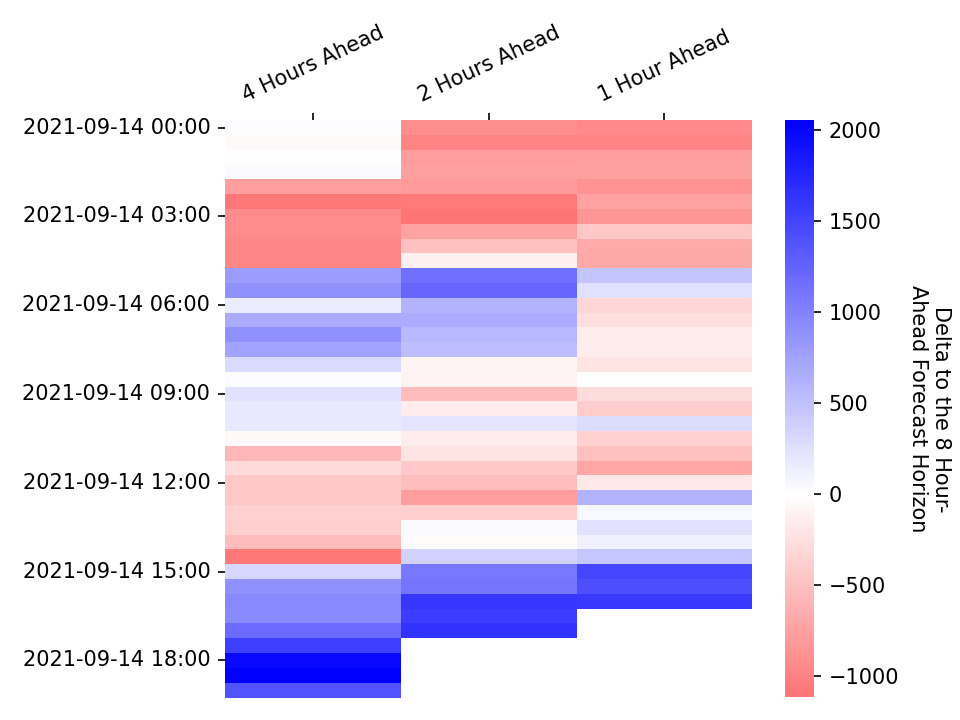 4 Hours Ahead
2 Hours Ahead
1 Hour Ahead
2021-09-14 00:00
2021-09-14 03:00
2021-09-14 06:00
2021-09-14 09:00
2021-09-14 12:00
2021-09-14 15:00
2021-09-14 18:00
2000
1500
1000
500
0
−500
−1000
Delta to the 8 Hour-
Ahead Forecast Horizon